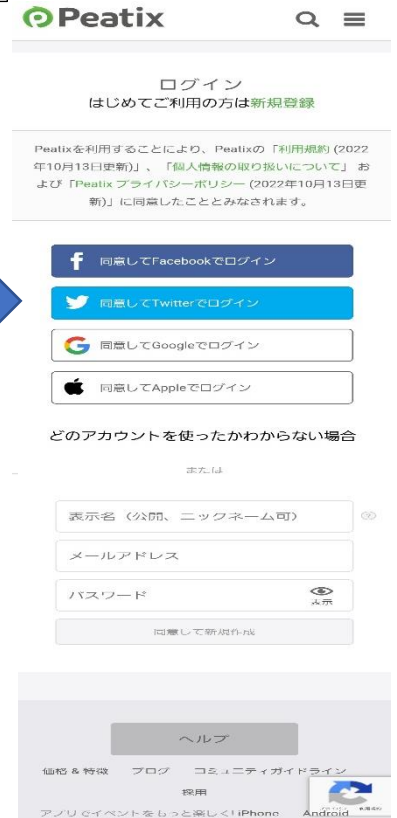 Peatix
ログイン
はじめてご利用の方は新規登録
Peatixを利用することにより、Peatixの「利用規約 (2022
年10月13日更新)」、「個人情報の取り扱いについて」 お
よび「Peatix プライバシーポリシー (2022年10月13日更
新)」に同意したこととみなされます。
同意してFacebookでログイン
同意してTwitterでログイン
同意してGoogleでログイン
同意してAppleでログイン
どのアカウントを使ったかわからない場合
または
表示名（公開、ニックネーム可）
メールアドレス
パスワード
表示
同意して新規作成
ヘルプ
価格 & 特徴 ブログ コミュニティガイドライン
採用
アプリでイベントをもっと楽しく! iPhone Android